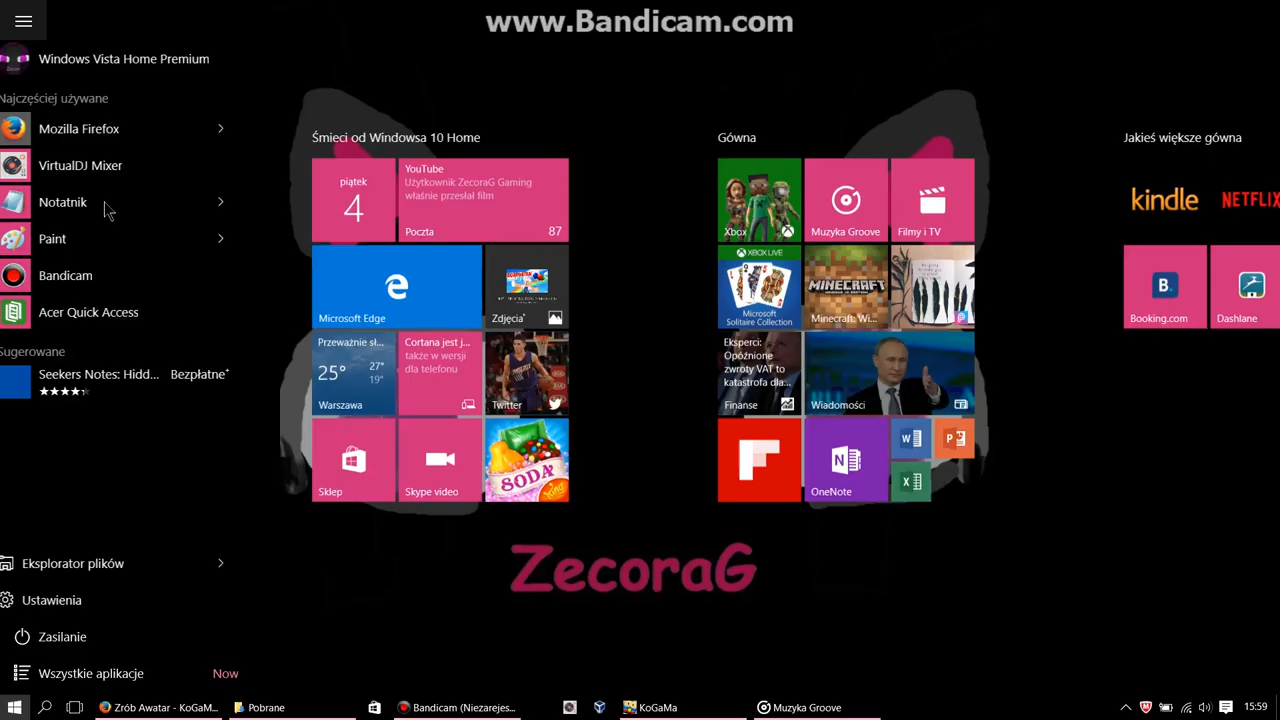 www.Bandicam.com
Windows Vista Home Premium
Najczęściej używane
Mozilla Firefox
VirtualDJ Mixer
Notatnik
Paint
Bandicam
Acer Quick Access
Sugerowane
Seekers Notes: Hidd... Bezpłatne+
Eksplorator plików
Ustawienia
Zasilanie
Wszystkie aplikacje Now
Śmieci od Windowsa 10 Home
piątek
4
YouTube
Użytkownik ZecoraG Gaming
właśnie przesłał film
Poczta 87
Microsoft Edge
Zdjęcia+
Przeważnie sł...
25° 27°
19°
Warszawa
Cortana jest j...
także w wersji
dla telefonu
Twitter
Sklep
Skype video
SODA
King
Gówna
Xbox
Muzyka Groove
Filmy i TV
XBOX LIVE
Microsoft
Solitaire Collection
MINECRAFT
Minecraft: Wi...
Eksperci:
Opóźnione
zwroty VAT to
katastrofa dla...
Finanse
Wiadomości
OneNote
Jakieś większe gówna
kindle
NETFLIX
B.
Booking.com
Dashlane
ZecoraG
Zrób Awatar - KoGaM...
Pobrane
Bandicam (Niezarejes...
KoGaMa
Muzyka Groove
15:59